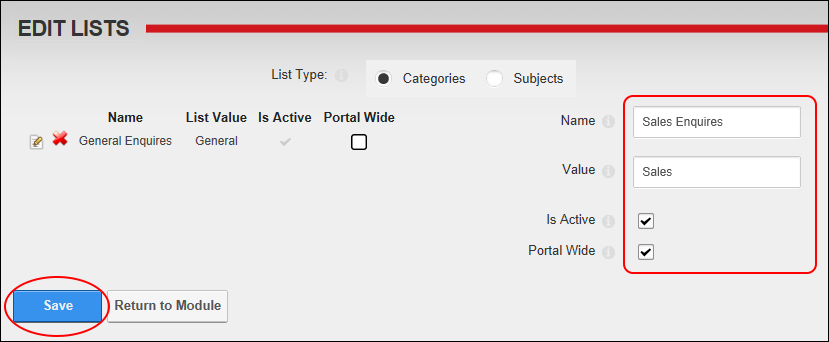 EDIT LISTS
List Type: Categories Subjects
Name List Value Is Active Portal Wide
General Enquires General
Name Sales Enquires
Value Sales
Is Active
Portal Wide
Save Return to Module